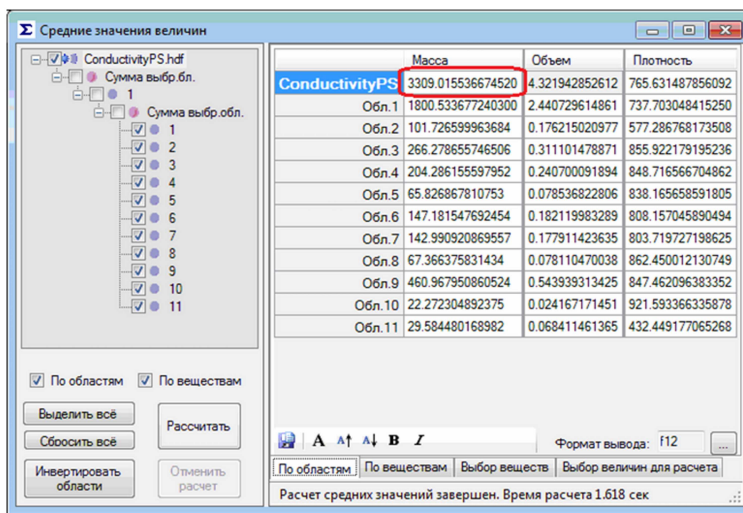 Σ Средние значения величин
ConductivityPS.hdf
Сумма выбр.бл.
1
Сумма выбр.обл.
1
2
3
4
5
6
7
8
9
10
11
По областям По веществам
Выделить всё
Сбросить всё
Рассчитать
Инвертировать области
Отменить расчет
Масса Объем Плотность
ConductivityPS 3309.015536674520 4.321942852612 765.631487856092
Обл.1 1800.533677240300 2.440729614861 737.703048415250
Обл.2 101.726599963684 0.176215020977 577.286768173508
Обл.3 266.278655746506 0.311101478871 855.922179195236
Обл.4 204.286155597952 0.240700091894 848.716566704862
Обл.5 65.826867810753 0.078536822806 838.165658591805
Обл.6 147.181547692454 0.182119983289 808.157045890494
Обл.7 142.990920869557 0.177911423635 803.719727198625
Обл.8 67.366375831434 0.078110470038 862.450012130749
Обл.9 460.967950860524 0.543939313425 847.462096383352
Обл.10 22.272304892375 0.024167171451 921.593366335878
Обл.11 29.584480168982 0.068411461365 432.449177065268
A A↑ A↓ B I Формат вывода: f12 ...
По областям По веществам Выбор веществ Выбор величин для расчета
Расчет средних значений завершен. Время расчета 1.618 сек